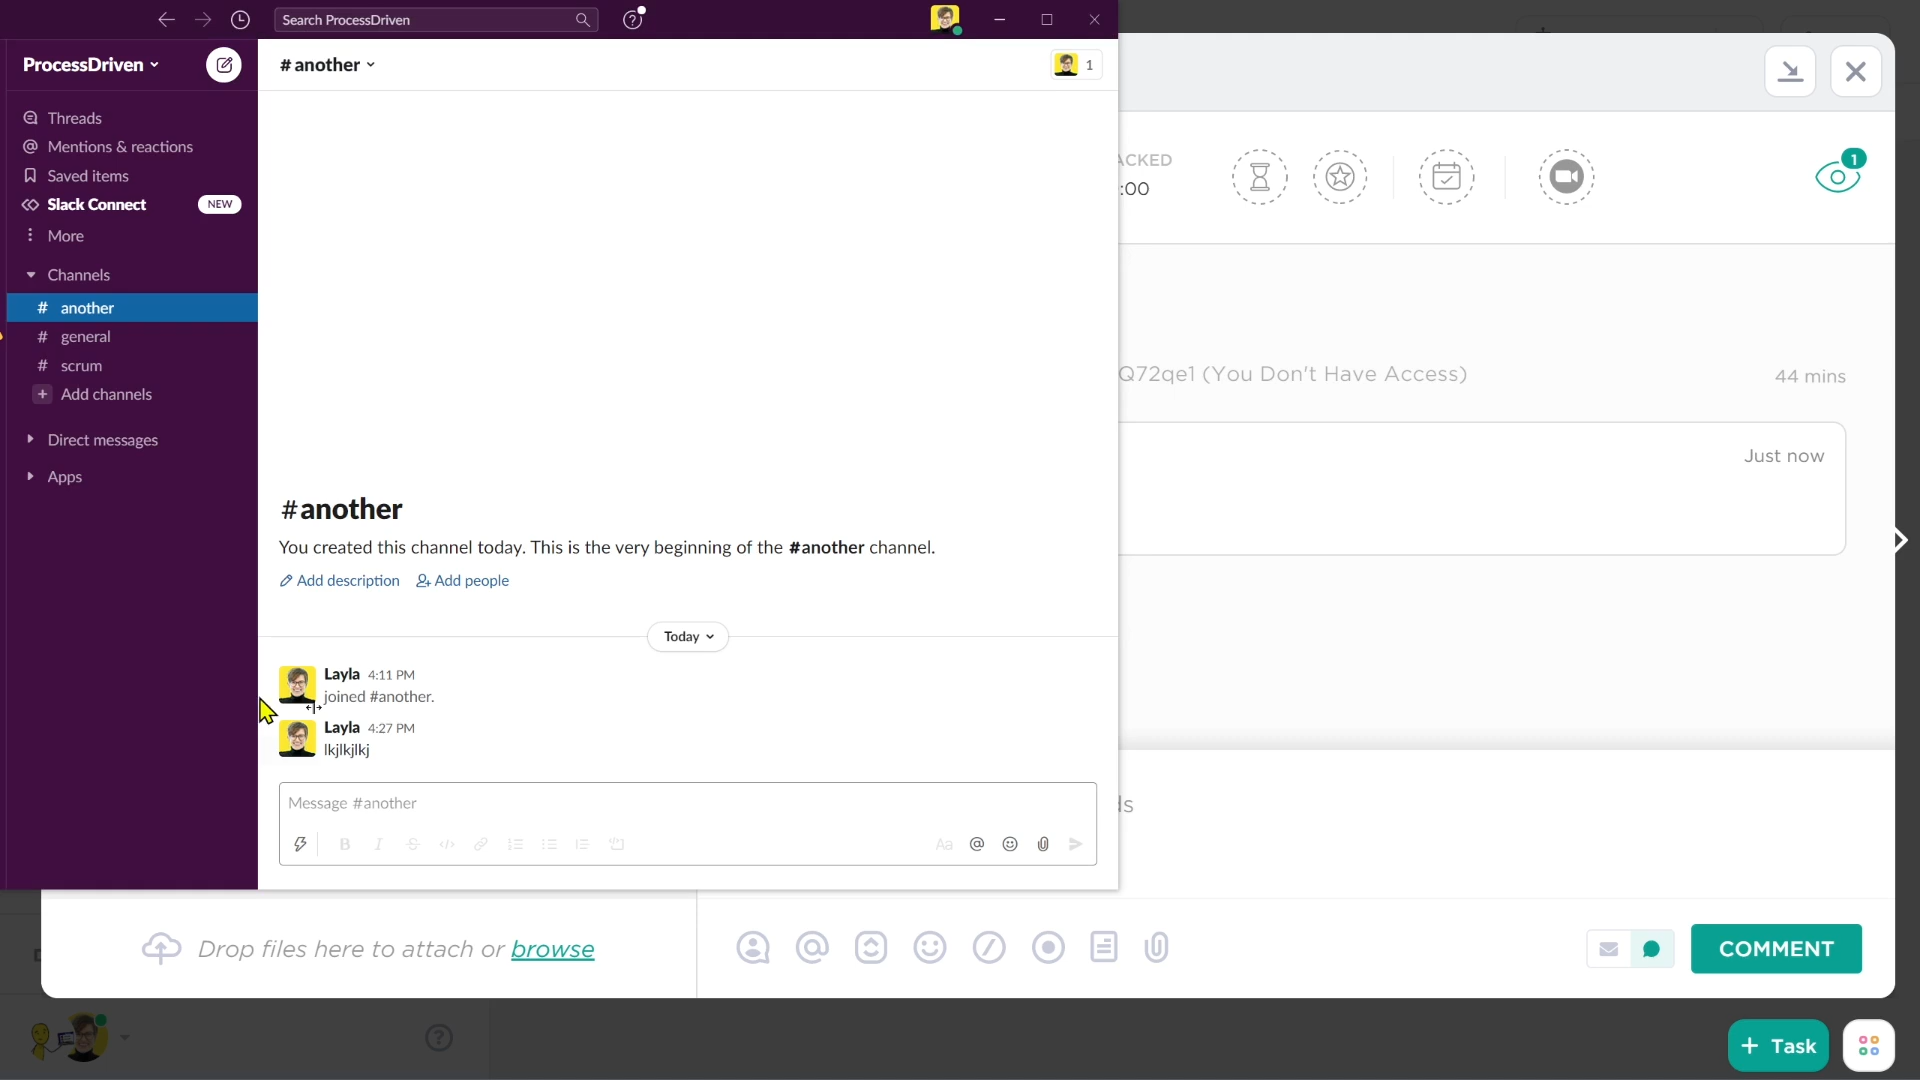 Search ProcessDriven
ProcessDriven
Threads
Mentions & reactions
Saved items
Slack Connect NEW
More
Channels
# another
# general
# scrum
+ Add channels
Direct messages
Apps
# another
1
#another
You created this channel today. This is the very beginning of the #another channel.
Add description Add people
Today
Layla 4:11 PM
joined #another.
Layla 4:27 PM
lkjlkjlkj
Message #another
Aa
ACKED
:00
1
Q72qe1 (You Don't Have Access)
44 mins
Just now
ds
Drop files here to attach or browse
COMMENT
+ Task